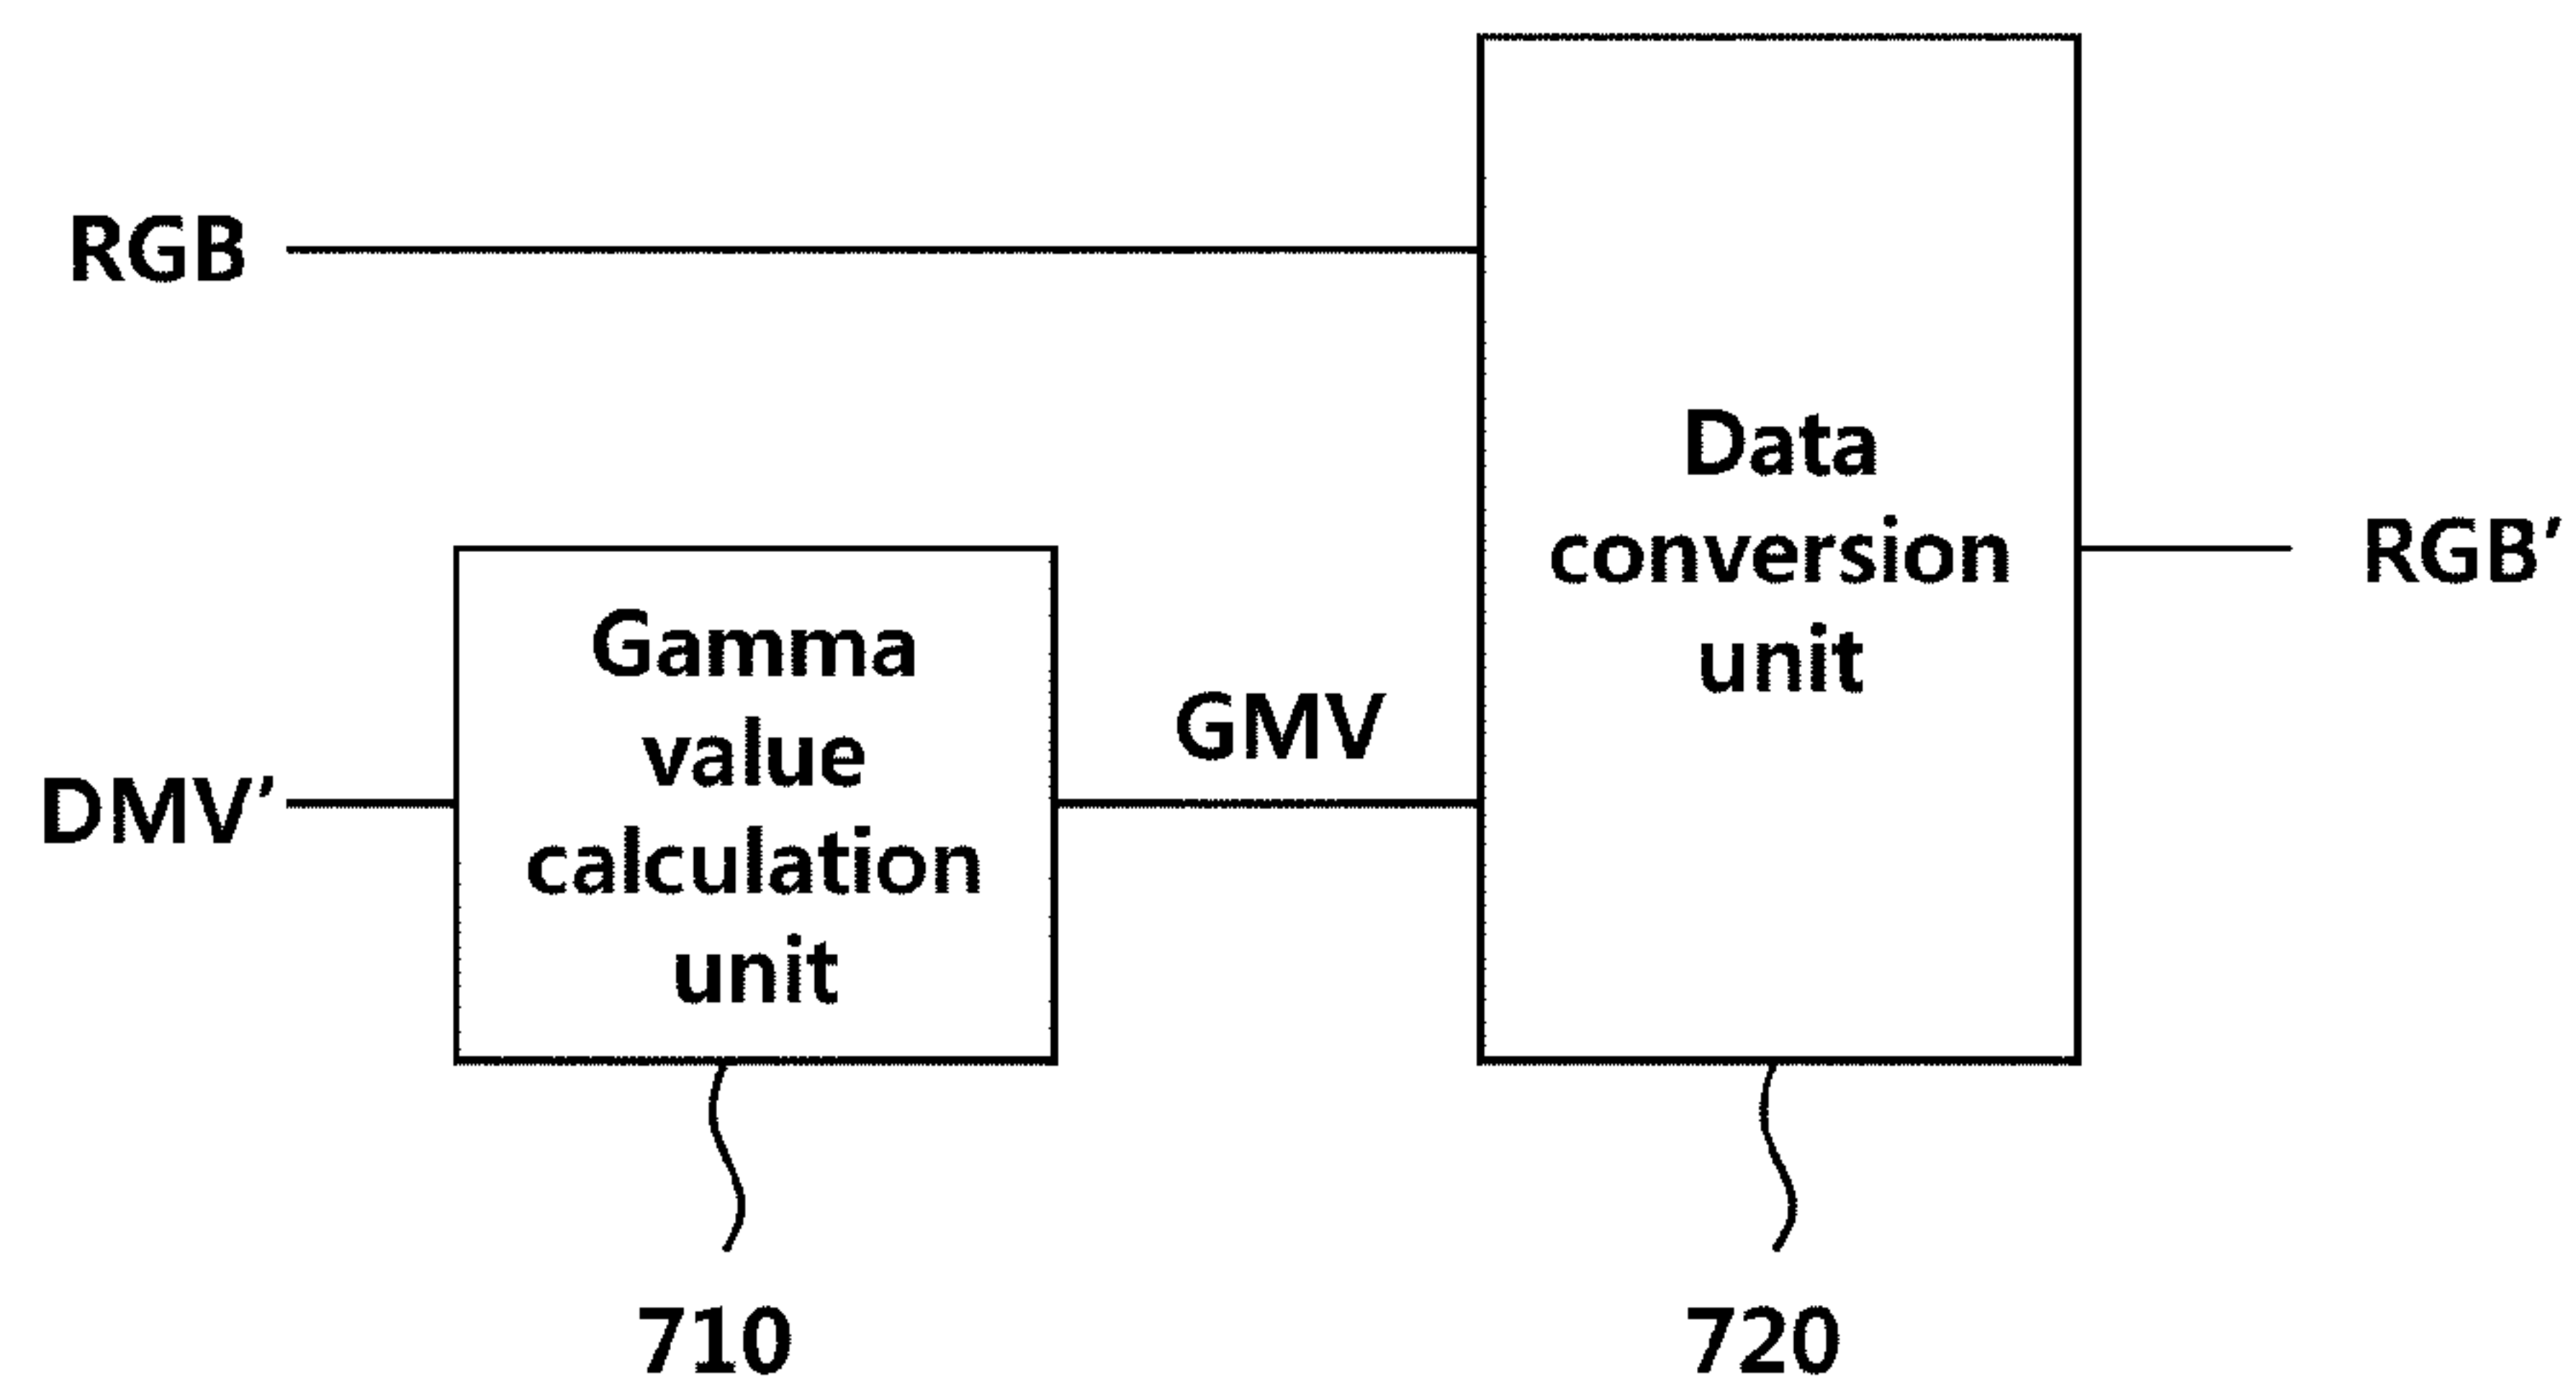 RGB
Data
conversion
unit
RGB’
Gamma
value
calculation
unit
DMV’
GMV
710
720